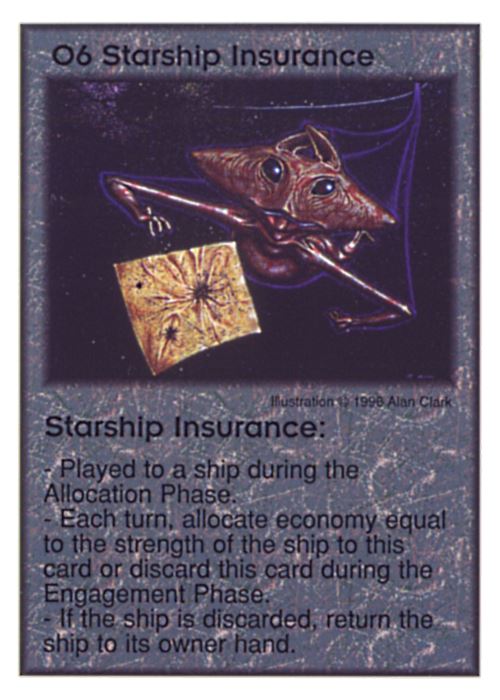 06 Starship Insurance
Illustration © 1996 Alan Clark
Starship Insurance:
- Played to a ship during the
Allocation Phase.
- Each turn, allocate economy equal
to the strength of the ship to this
card or discard this card during the
Engagement Phase.
- If the ship is discarded, return the
ship to its owner hand.